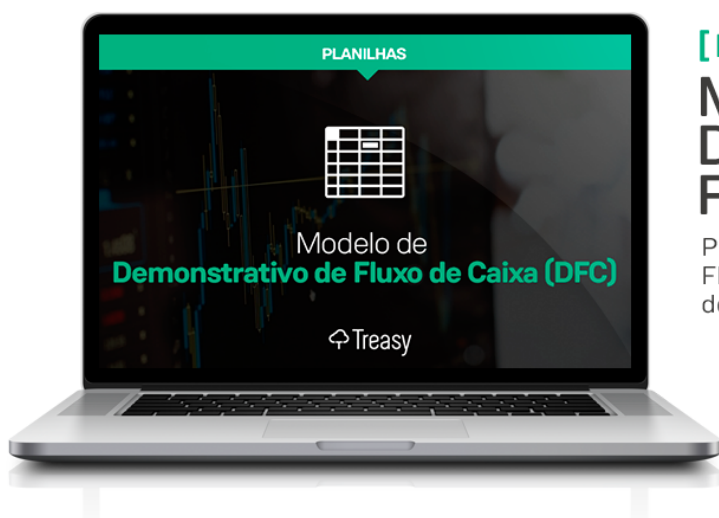 PLANILHAS
Modelo de
Demonstrativo de Fluxo de Caixa (DFC)
Treasy